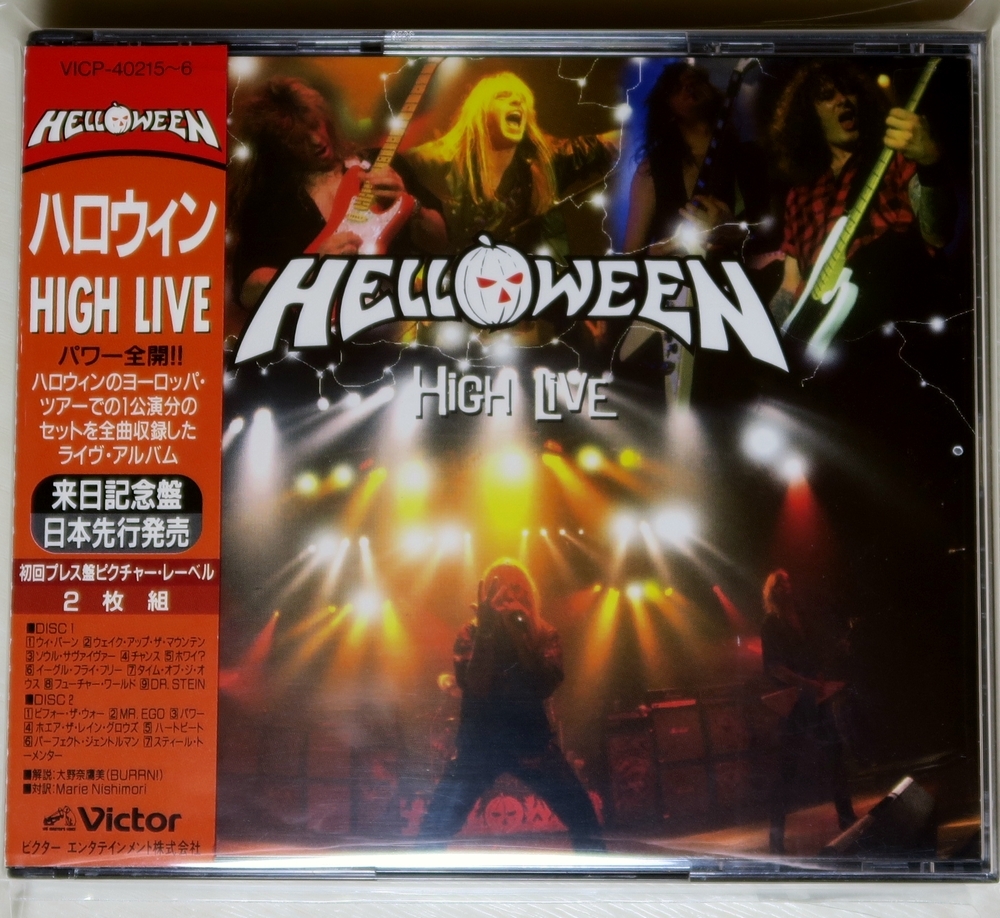 VICP-40215~6
HELLOWEEN
ハロウィン
HIGH LIVE
パワー全開!!
ハロウィンのヨーロッパ・
ツアーでの1公演分の
セットを全曲収録した
ライヴ・アルバム
来日記念盤
日本先行発売
初回プレス盤ピクチャー・レーベル
2 枚 組
■DISC 1
1ウィ・バーン 2ウェイク・アップ・ザ・マウンテン
3ソウル・サヴァイヴァー 4チャンス 5ホワイ?
6イーグル・フライ・フリー 7タイム・オブ・ジ・オ
ウス 8フューチャー・ワールド 9DR. STEIN
■DISC 2
1ビフォー・ザ・ウォー 2MR. EGO 3パワー
4ホエア・ザ・レイン・グロウズ 5ハートビート
6パーフェクト・ジェントルマン 7スティール・ト
ーメンター
■解説:大野奈鷹美(BURRN!)
■対訳:Marie Nishimori
Victor
ビクター エンタテインメント株式会社
HELLOWEEN
HIGH LIVE